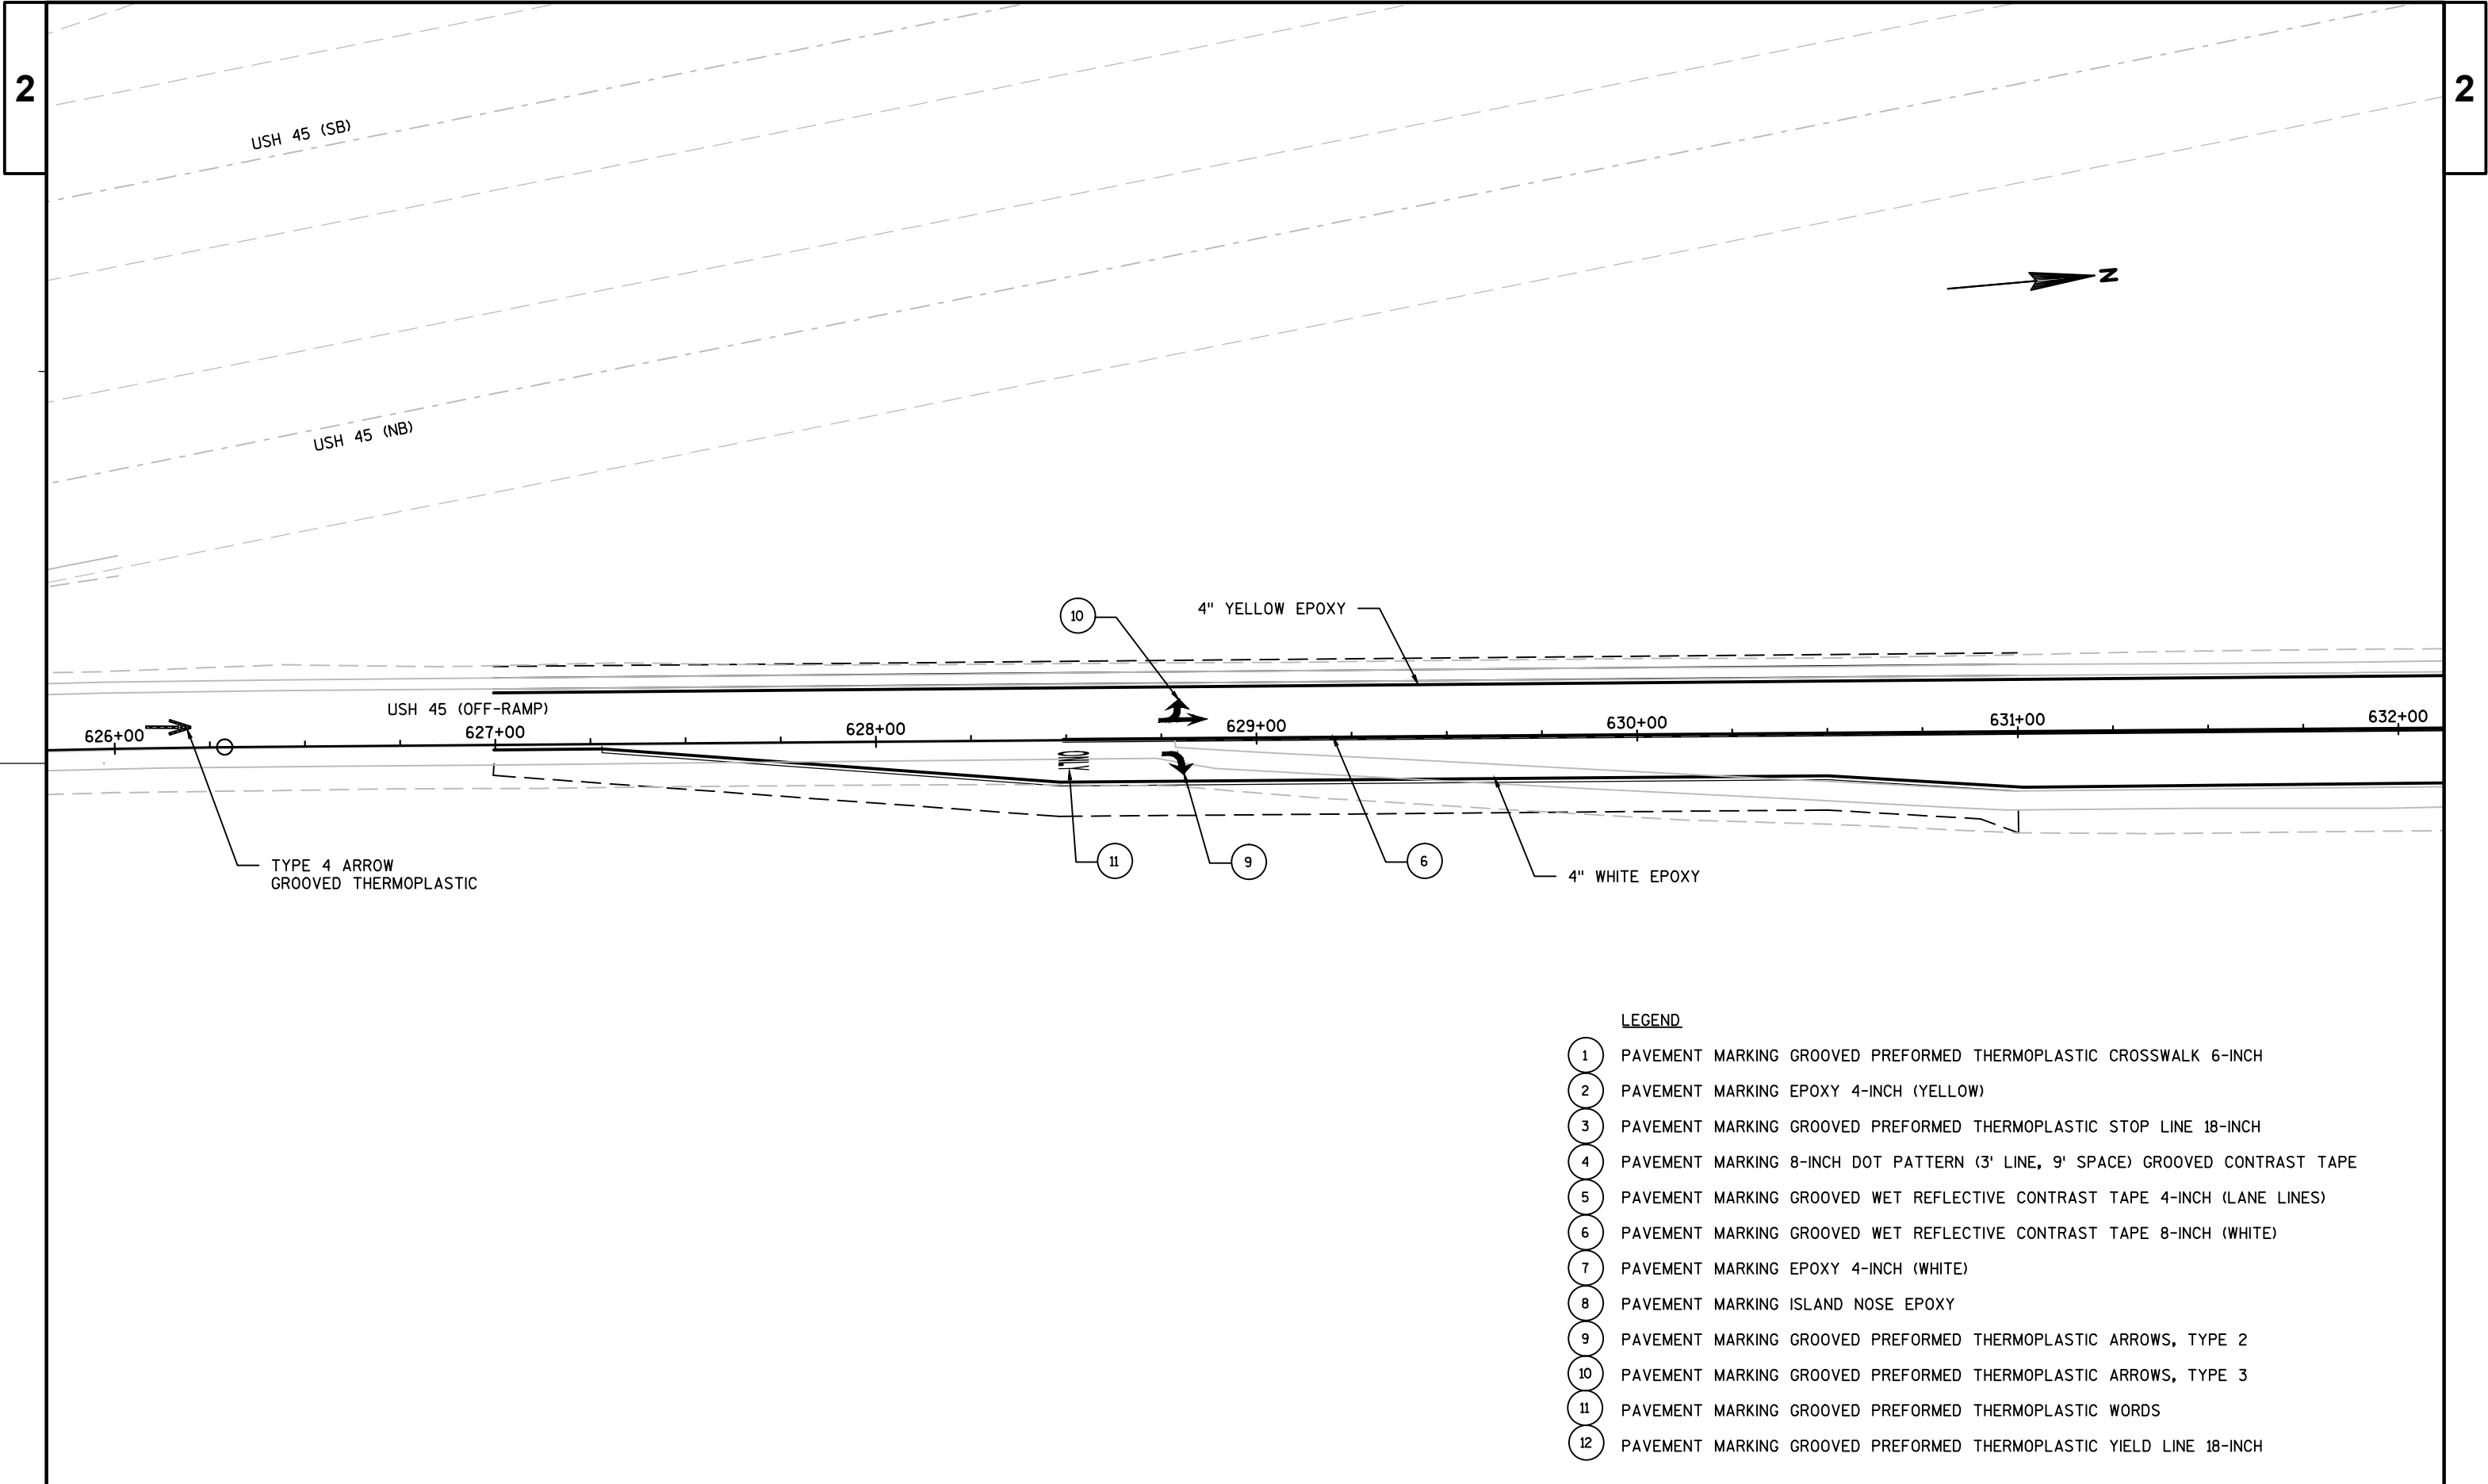 2
2
USH 45 (SB)
N
USH 45 (NB)
10
4" YELLOW EPOXY
USH 45 (OFF-RAMP)
626+00
627+00
628+00
629+00
630+00
631+00
632+00
ONLY
TYPE 4 ARROW
GROOVED THERMOPLASTIC
11
9
6
4" WHITE EPOXY
LEGEND
1 PAVEMENT MARKING GROOVED PREFORMED THERMOPLASTIC CROSSWALK 6-INCH
2 PAVEMENT MARKING EPOXY 4-INCH (YELLOW)
3 PAVEMENT MARKING GROOVED PREFORMED THERMOPLASTIC STOP LINE 18-INCH
4 PAVEMENT MARKING 8-INCH DOT PATTERN (3' LINE, 9' SPACE) GROOVED CONTRAST TAPE
5 PAVEMENT MARKING GROOVED WET REFLECTIVE CONTRAST TAPE 4-INCH (LANE LINES)
6 PAVEMENT MARKING GROOVED WET REFLECTIVE CONTRAST TAPE 8-INCH (WHITE)
7 PAVEMENT MARKING EPOXY 4-INCH (WHITE)
8 PAVEMENT MARKING ISLAND NOSE EPOXY
9 PAVEMENT MARKING GROOVED PREFORMED THERMOPLASTIC ARROWS, TYPE 2
10 PAVEMENT MARKING GROOVED PREFORMED THERMOPLASTIC ARROWS, TYPE 3
11 PAVEMENT MARKING GROOVED PREFORMED THERMOPLASTIC WORDS
12 PAVEMENT MARKING GROOVED PREFORMED THERMOPLASTIC YIELD LINE 18-INCH